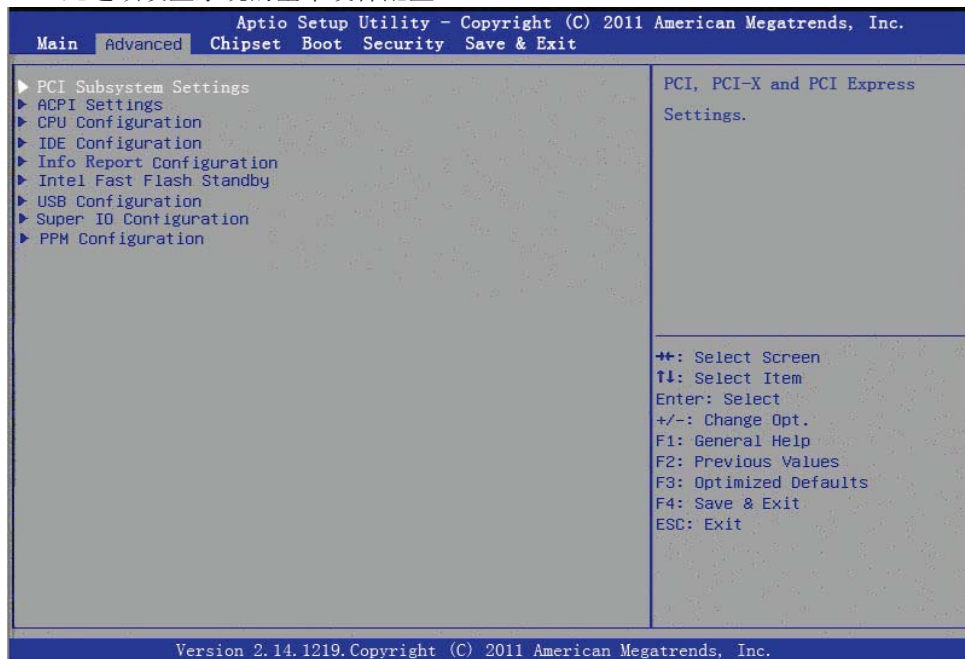 Aptio Setup Utility - Copyright (C) 2011 American Megatrends, Inc.
Main Advanced Chipset Boot Security Save & Exit
PCI Subsystem Settings
ACPI Settings
CPU Configuration
IDE Configuration
Info Report Configuration
Intel Fast Flash Standby
USB Configuration
Super IO Configuration
PPM Configuration
PCI, PCI-X and PCI Express
Settings.
→←: Select Screen
↑↓: Select Item
Enter: Select
+/-: Change Opt.
F1: General Help
F2: Previous Values
F3: Optimized Defaults
F4: Save & Exit
ESC: Exit
Version 2.14.1219.Copyright (C) 2011 American Megatrends, Inc.